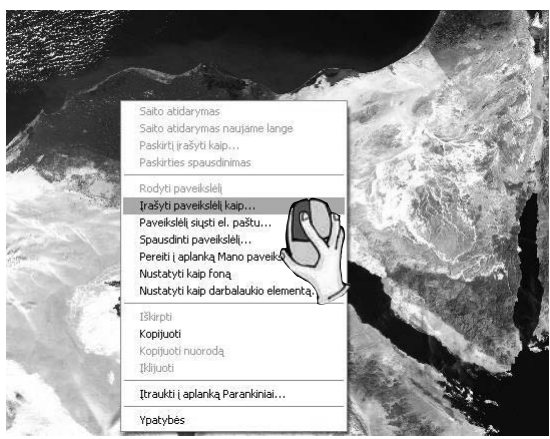 Saito atidarymas
Saito atidarymas naujame lange
Paskirtį įrašyti kaip...
Paskirties spausdinimas
Rodyti paveikslėlį
Įrašyti paveikslėlį kaip...
Paveikslėlį siųsti el. paštu...
Spausdinti paveikslėlį...
Pereiti į aplanką Mano paveiks
Nustatyti kaip foną
Nustatyti kaip darbalaukio elementą.
Iškirpti
Kopijuoti
Kopijuoti nuorodą
Įklijuoti
Įtraukti į aplanką Parankiniai...
Ypatybės